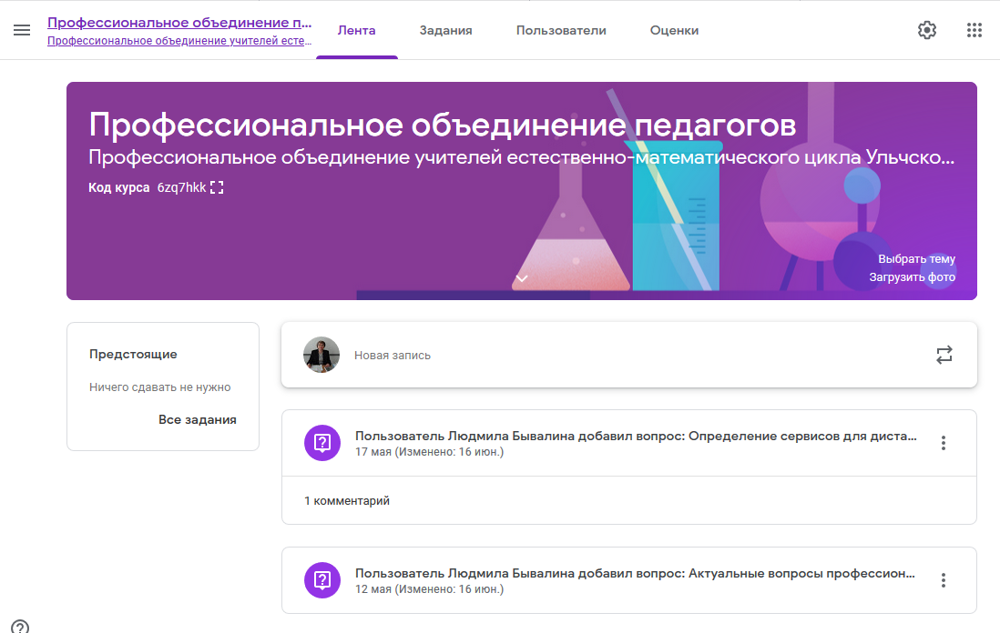 Профессиональное объединение п...
Профессиональное объединение учителей есте...
Лента
Задания
Пользователи
Оценки
Профессиональное объединение педагогов
Профессиональное объединение учителей естественно-математического цикла Ульчско...
Код курса 6zq7hkk
Выбрать тему
Загрузить фото
Предстоящие
Ничего сдавать не нужно
Все задания
Новая запись
Пользователь Людмила Бывалина добавил вопрос: Определение сервисов для диста...
17 мая (Изменено: 16 июн.)
1 комментарий
Пользователь Людмила Бывалина добавил вопрос: Актуальные вопросы профессион...
12 мая (Изменено: 16 июн.)